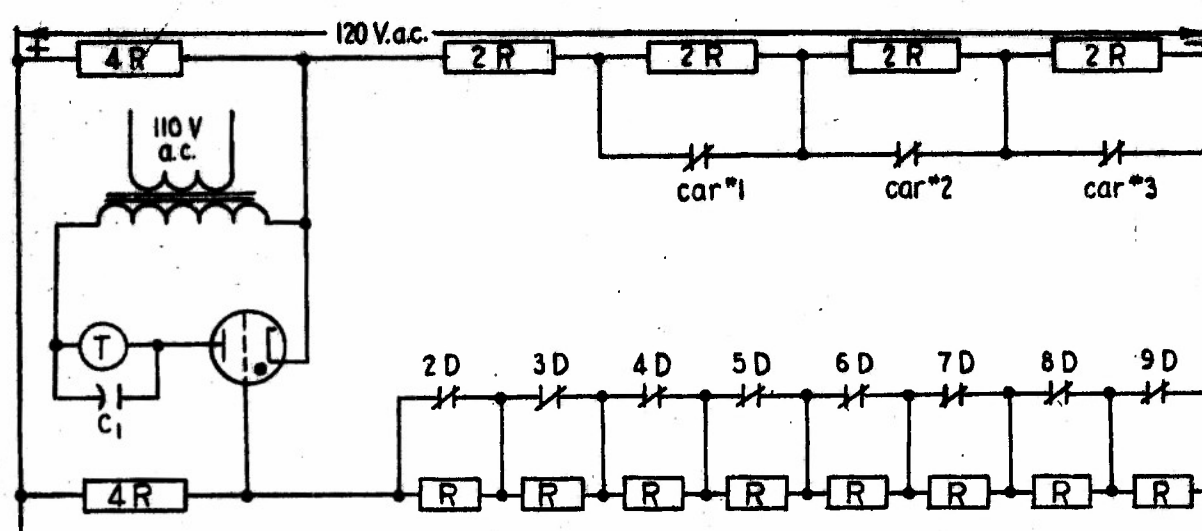 120 V.a.c.
+ 4R 2R 2R 2R 2R
110 V
a.c.
car #1 car #2 car #3
T
C1
2D 3D 4D 5D 6D 7D 8D 9D
4R R R R R R R R R